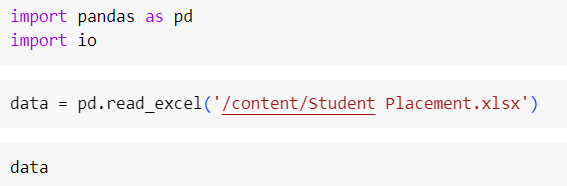 import pandas as pd
import io
data = pd.read_excel('/content/Student Placement.xlsx')
data